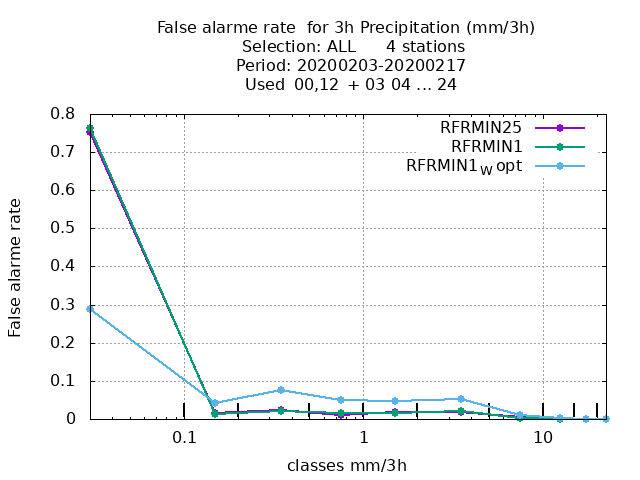 False alarme rate  for 3h Precipitation (mm/3h)
Selection: ALL      4 stations
Period: 20200203-20200217
Used  00,12  + 03 04 ... 24
RFRMIN25
RFRMIN1
RFRMIN1W opt
False alarme rate
0.8
0.7
0.6
0.5
0.4
0.3
0.2
0.1
0
0.1
1
10
classes mm/3h